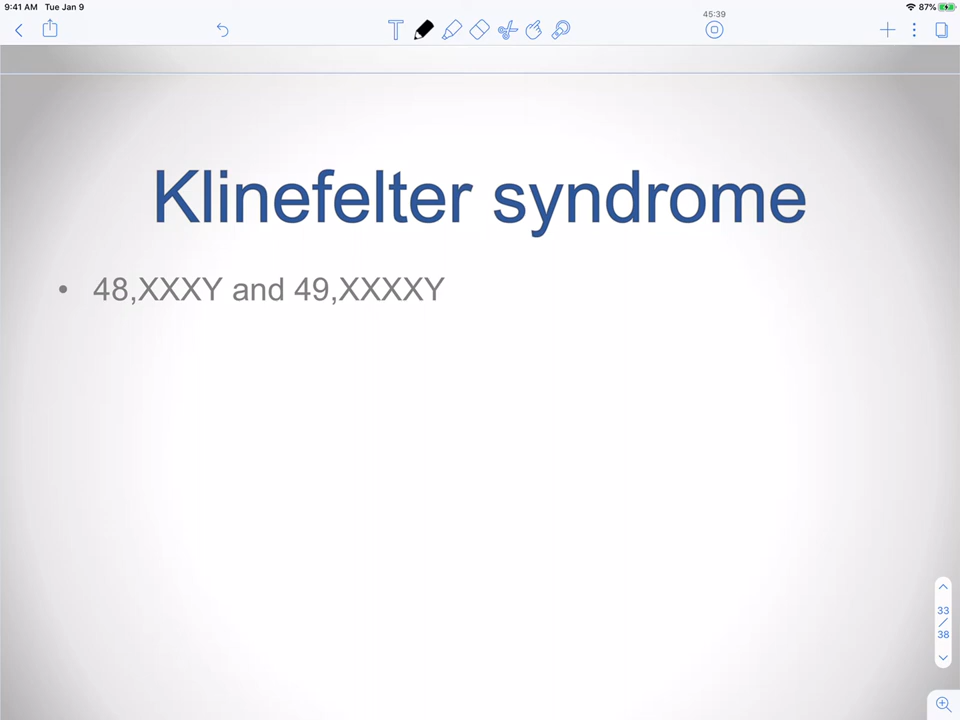 9:41 AM Tue Jan 9
87%
45:39
T
Klinefelter syndrome
• 48,XXXY and 49,XXXXY
33
/
38